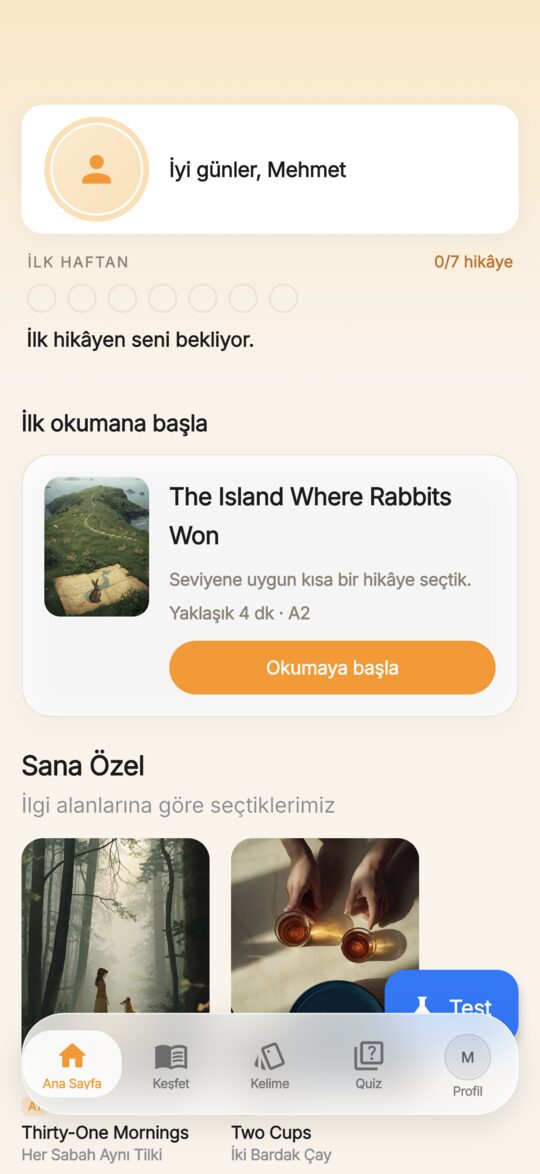 İyi günler, Mehmet
İLK HAFTAN
0/7 hikâye
İlk hikâyen seni bekliyor.
İlk okumana başla
The Island Where Rabbits
Won
Seviyene uygun kısa bir hikâye seçtik.
Yaklaşık 4 dk · A2
Okumaya başla
Sana Özel
İlgi alanlarına göre seçtiklerimiz
Test
Ana Sayfa
Keşfet
Kelime
Quiz
M
Profil
Thirty-One Mornings
Two Cups
Her Sabah Aynı Tilki
İki Bardak Çay